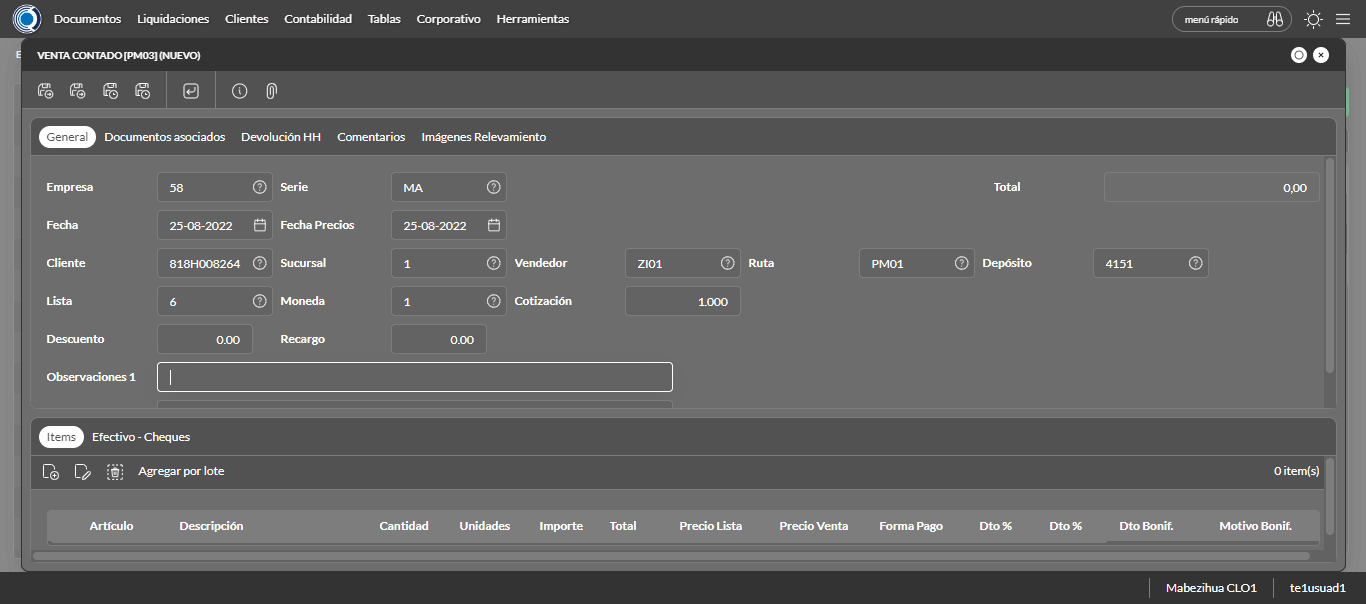 Documentos Liquidaciones Clientes Contabilidad Tablas Corporativo Herramientas menú rápido
VENTA CONTADO [PM03] (NUEVO)
General Documentos asociados Devolución HH Comentarios Imágenes Relevamiento
Empresa 58 Serie MA Total 0,00
Fecha 25-08-2022 Fecha Precios 25-08-2022
Cliente 818H008264 Sucursal 1 Vendedor ZI01 Ruta PM01 Depósito 4151
Lista 6 Moneda 1 Cotización 1.000
Descuento 0.00 Recargo 0.00
Observaciones 1
Items Efectivo - Cheques
Agregar por lote 0 item(s)
Artículo Descripción Cantidad Unidades Importe Total Precio Lista Precio Venta Forma Pago Dto % Dto % Dto Bonif. Motivo Bonif.
Mabezihua CLO1 te1usuad1